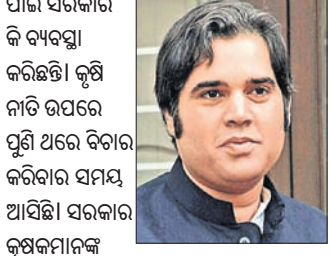 ପାଇଁ ସରକାର
କି ବ୍ୟବସ୍ଥା
କରିଛନ୍ତି। କୃଷି
ନୀତି ଉପରେ
ପୁଣି ଥରେ ବିଚାର
କରିବାର ସମୟ
ଆସିଛି। ସରକାର
କୃଷକମାନଙ୍କ